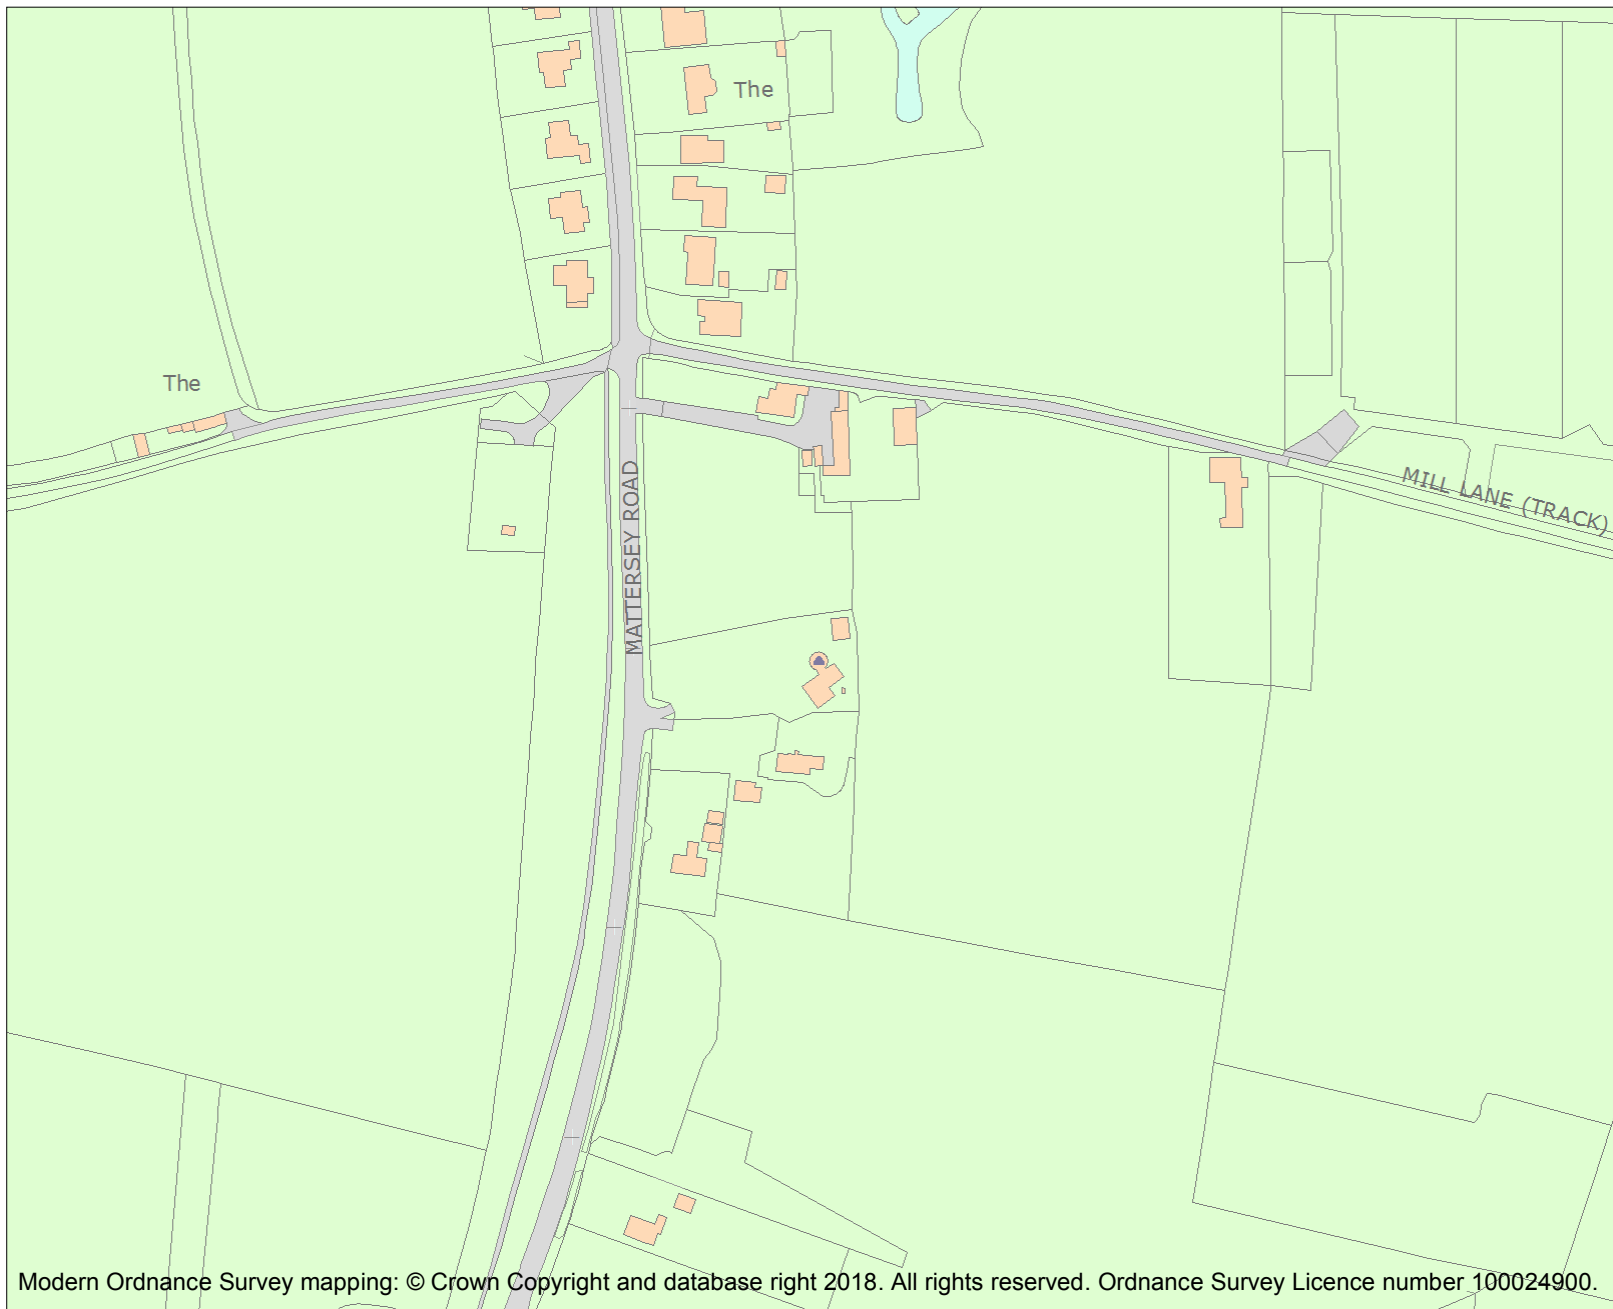 The
The
MATTERSEY ROAD
MILL LANE (TRACK)
Modern Ordnance Survey mapping: © Crown Copyright and database right 2018. All rights reserved. Ordnance Survey Licence number 100024900.